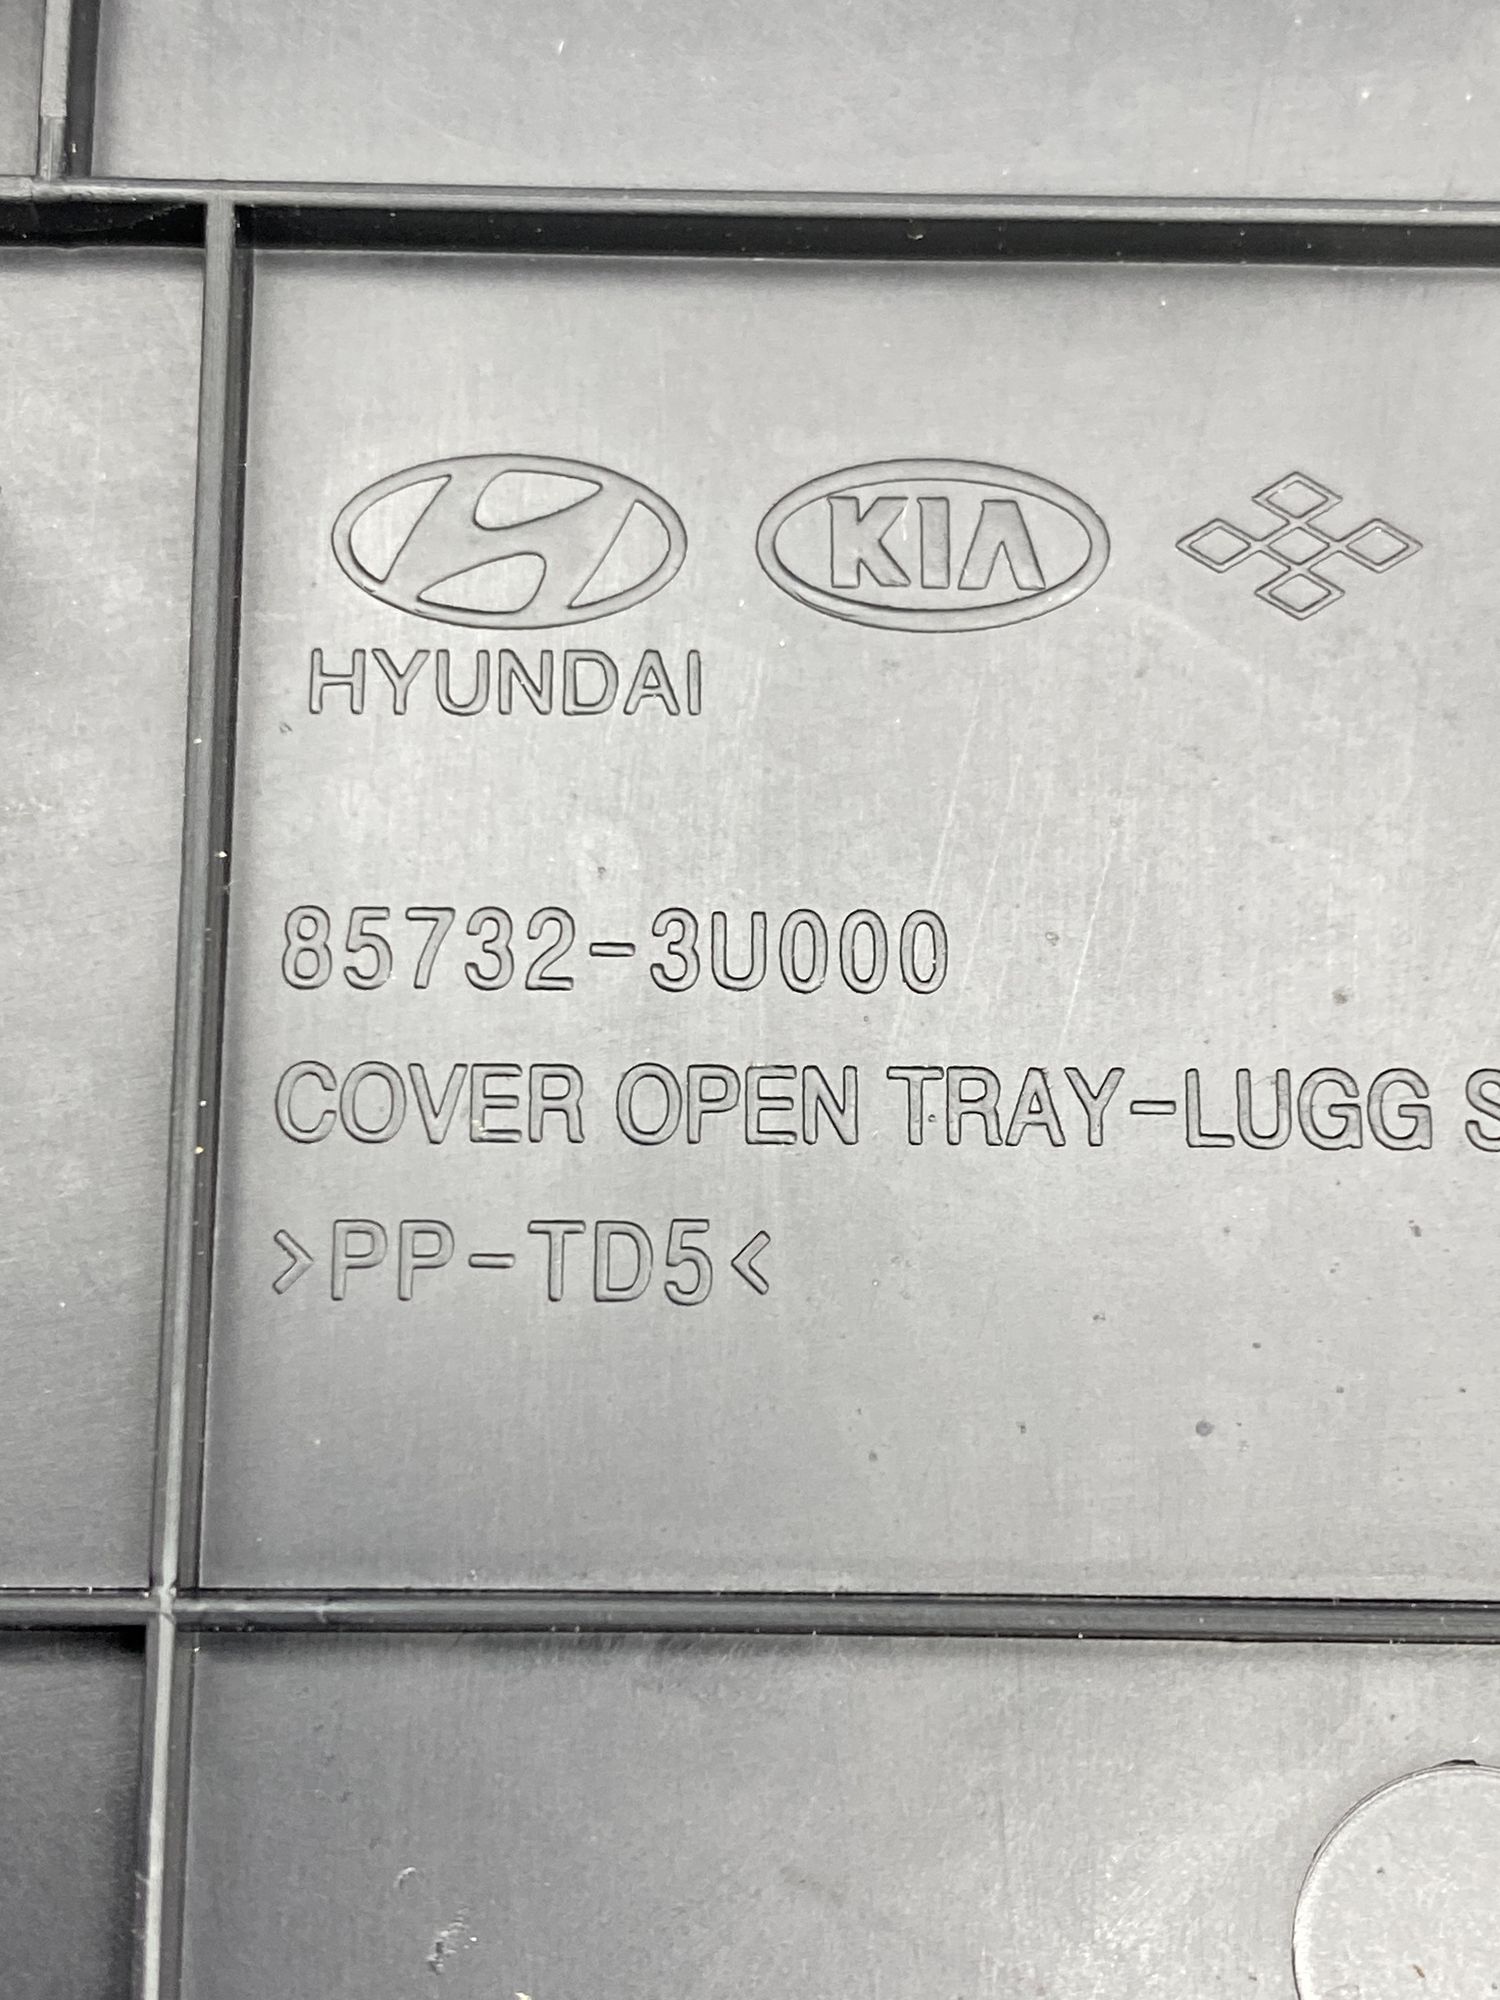 KIA
HYUNDAI
85732-3U000
COVER OPEN TRAY-LUGG S
>PP-TD5<